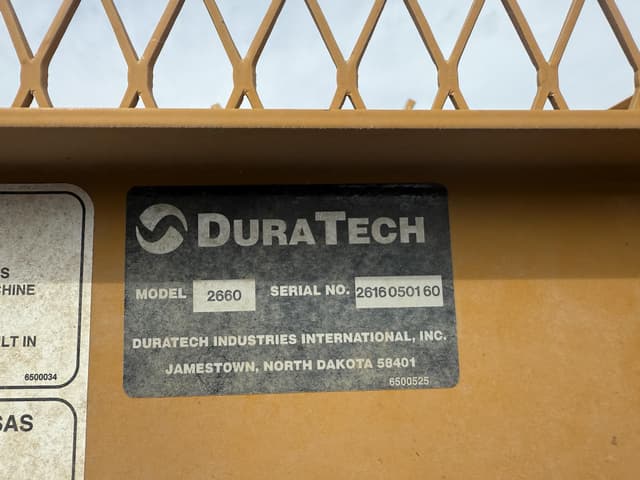 S
CHINE
LT IN
6500034
SAS
DURATECH
MODEL 2660 SERIAL NO. 2616050160
DURATECH INDUSTRIES INTERNATIONAL, INC.
JAMESTOWN, NORTH DAKOTA 58401
6500525